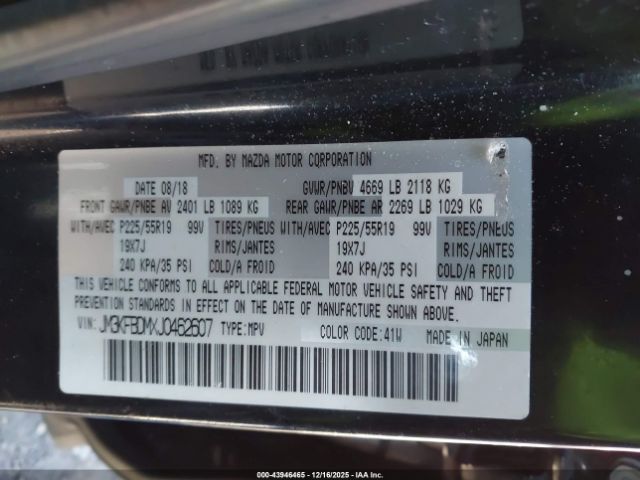 MFD. BY MAZDA MOTOR CORPORATION
DATE 08/18 GVWR/PNBV 4669 LB 2118 KG
FRONT GAWR/PNBE AV 2401 LB 1089 KG REAR GAWR/PNBE AR 2269 LB 1029 KG
WITH/AVEC P225/55R19 99V TIRES/PNEUS WITH/AVEC P225/55R19 99V TIRES/PNEUS
19X7J RIMS/JANTES 19X7J RIMS/JANTES
240 KPA/35 PSI COLD/A FROID 240 KPA/35 PSI COLD/A FROID
THIS VEHICLE CONFORMS TO ALL APPLICABLE FEDERAL MOTOR VEHICLE SAFETY AND THEFT
PREVENTION STANDARDS IN EFFECT ON THE DATE OF MANUFACTURE SHOWN ABOVE.
VIN: JM3KFBDMXJ0462607 TYPE:MPV COLOR CODE:41W MADE IN JAPAN
00-43946465 - 12/16/2025 - IAAI.COM